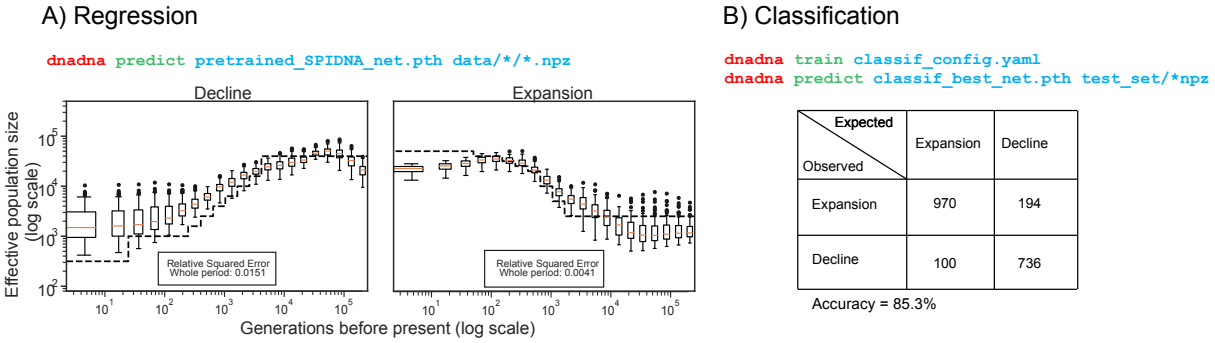 A) Regression
dnadna predict pretrained_SPIDNA_net.pth data/*/*.npz
Decline
Expansion
Effective population size
(log scale)
10^5
10^4
10^3
10^2
Relative Squared Error
Whole period: 0.0151
Relative Squared Error
Whole period: 0.0041
10^1 10^2 10^3 10^4 10^5
10^1 10^2 10^3 10^4 10^5
Generations before present (log scale)
B) Classification
dnadna train classif_config.yaml
dnadna predict classif_best_net.pth test_set/*npz
Expected
Observed
Expansion Decline
Expansion 970 194
Decline 100 736
Accuracy = 85.3%